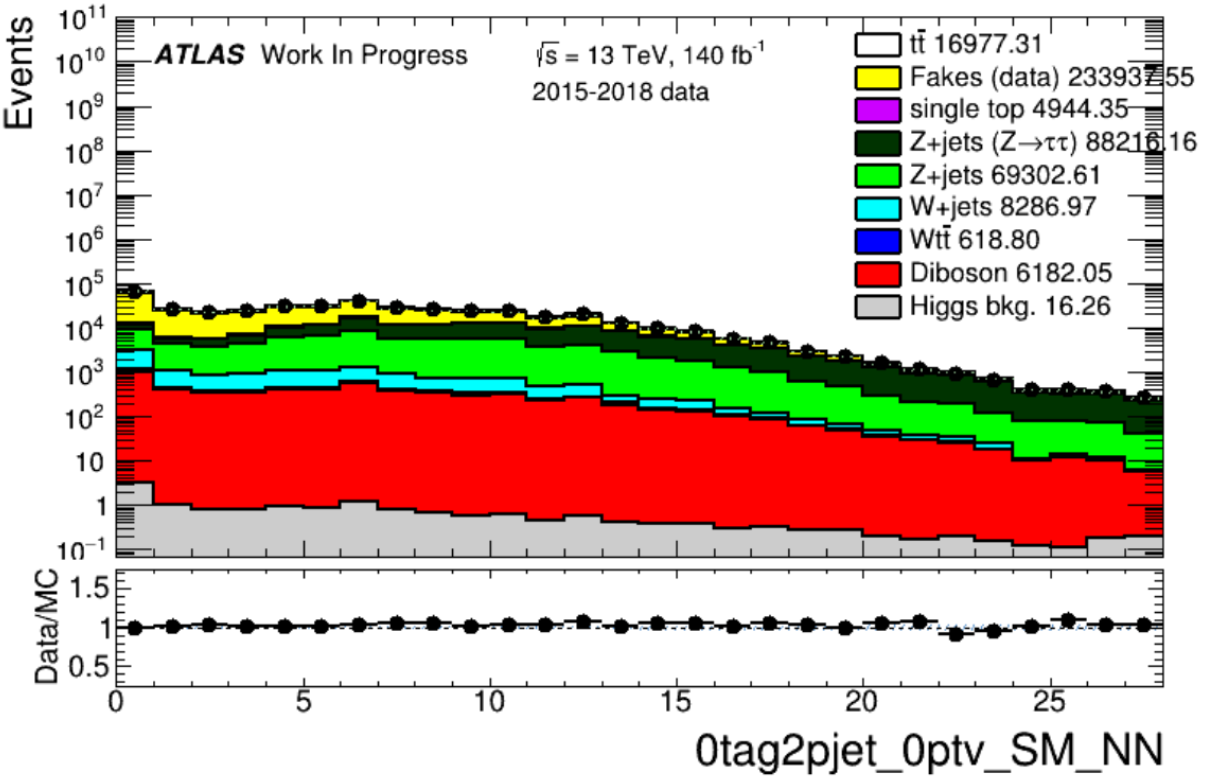 Events
10¹¹
10¹⁰
10⁹
10⁸
10⁷
10⁶
10⁵
10⁴
10³
10²
10
1
10⁻¹
ATLAS Work In Progress
√s = 13 TeV, 140 fb⁻¹
2015-2018 data
tt̄ 16977.31
Fakes (data) 233937.55
single top 4944.35
Z+jets (Z→ττ) 88216.16
Z+jets 69302.61
W+jets 8286.97
Wtt̄ 618.80
Diboson 6182.05
Higgs bkg. 16.26
Data/MC
1.5
1
0.5
0 5 10 15 20 25
0tag2pjet_0ptv_SM_NN